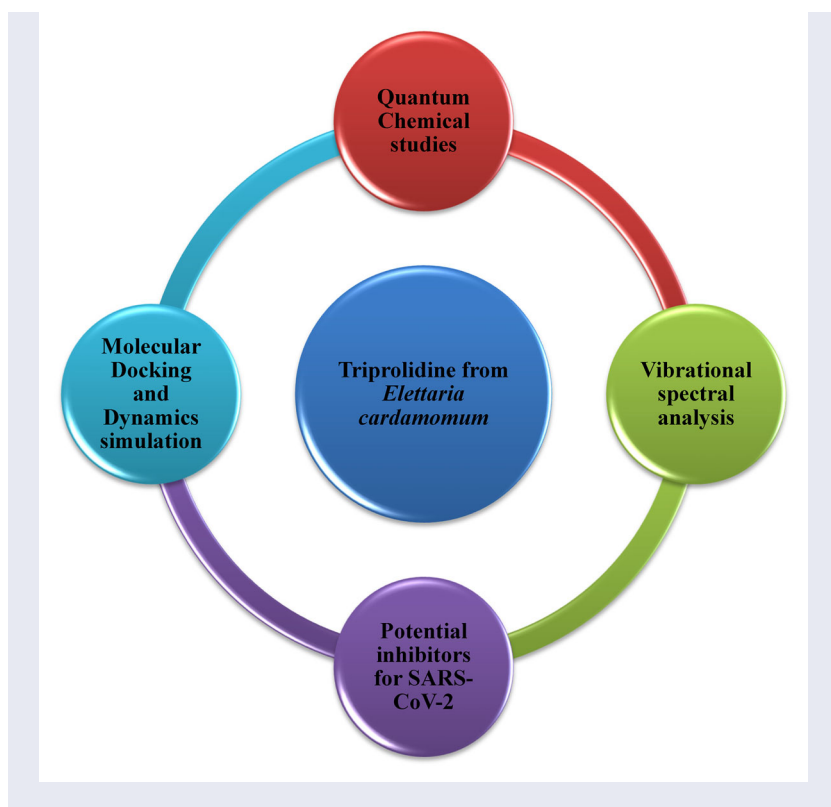 Quantum
Chemical
studies
Molecular
Docking
and
Dynamics
simulation
Triprolidine from
Elettaria
cardamomum
Vibrational
spectral
analysis
Potential
inhibitors
for SARS-
CoV-2